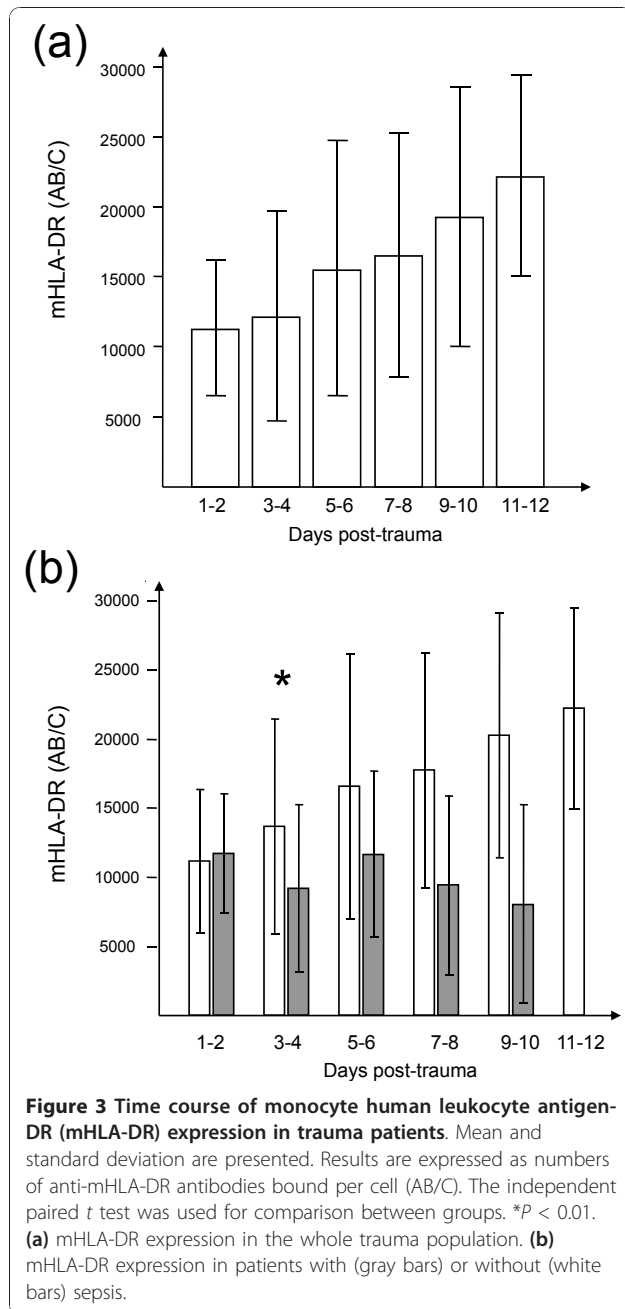 (a)
30000
25000
20000
15000
10000
5000
mHLA-DR (AB/C)
1-2 3-4 5-6 7-8 9-10 11-12
Days post-trauma
(b)
30000
25000
20000
15000
10000
5000
mHLA-DR (AB/C)
*
1-2 3-4 5-6 7-8 9-10 11-12
Days post-trauma
Figure 3 Time course of monocyte human leukocyte antigen-
DR (mHLA-DR) expression in trauma patients. Mean and
standard deviation are presented. Results are expressed as numbers
of anti-mHLA-DR antibodies bound per cell (AB/C). The independent
paired t test was used for comparison between groups. *P < 0.01.
(a) mHLA-DR expression in the whole trauma population. (b)
mHLA-DR expression in patients with (gray bars) or without (white
bars) sepsis.